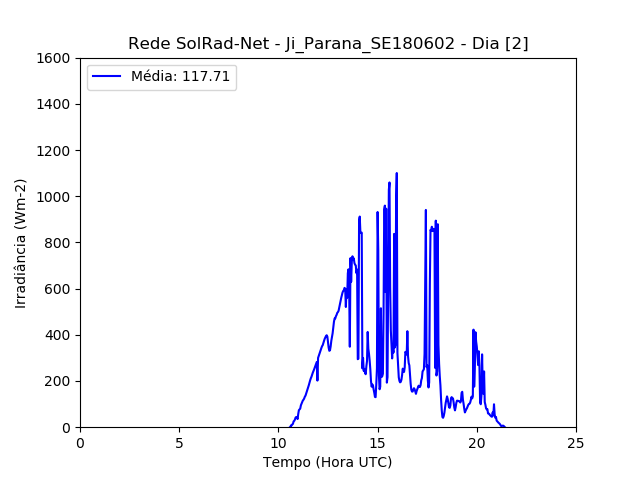 Rede SolRad-Net - Ji_Parana_SE180602 - Dia [2]
Média: 117.71
Irradiância (Wm-2)
1600
1400
1200
1000
800
600
400
200
0
0 5 10 15 20 25
Tempo (Hora UTC)